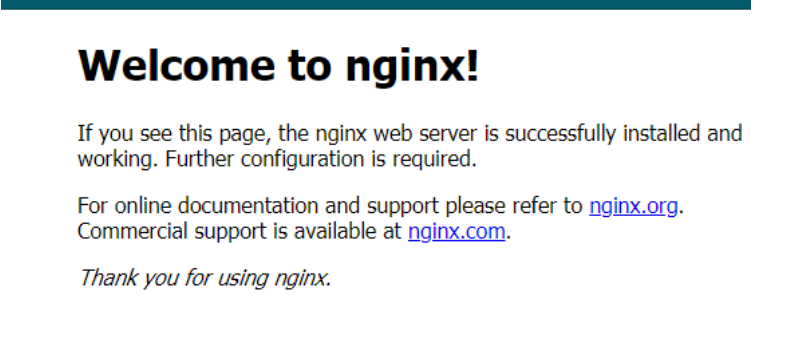 Welcome to nginx!
If you see this page, the nginx web server is successfully installed and
working. Further configuration is required.
For online documentation and support please refer to nginx.org.
Commercial support is available at nginx.com.
Thank you for using nginx.